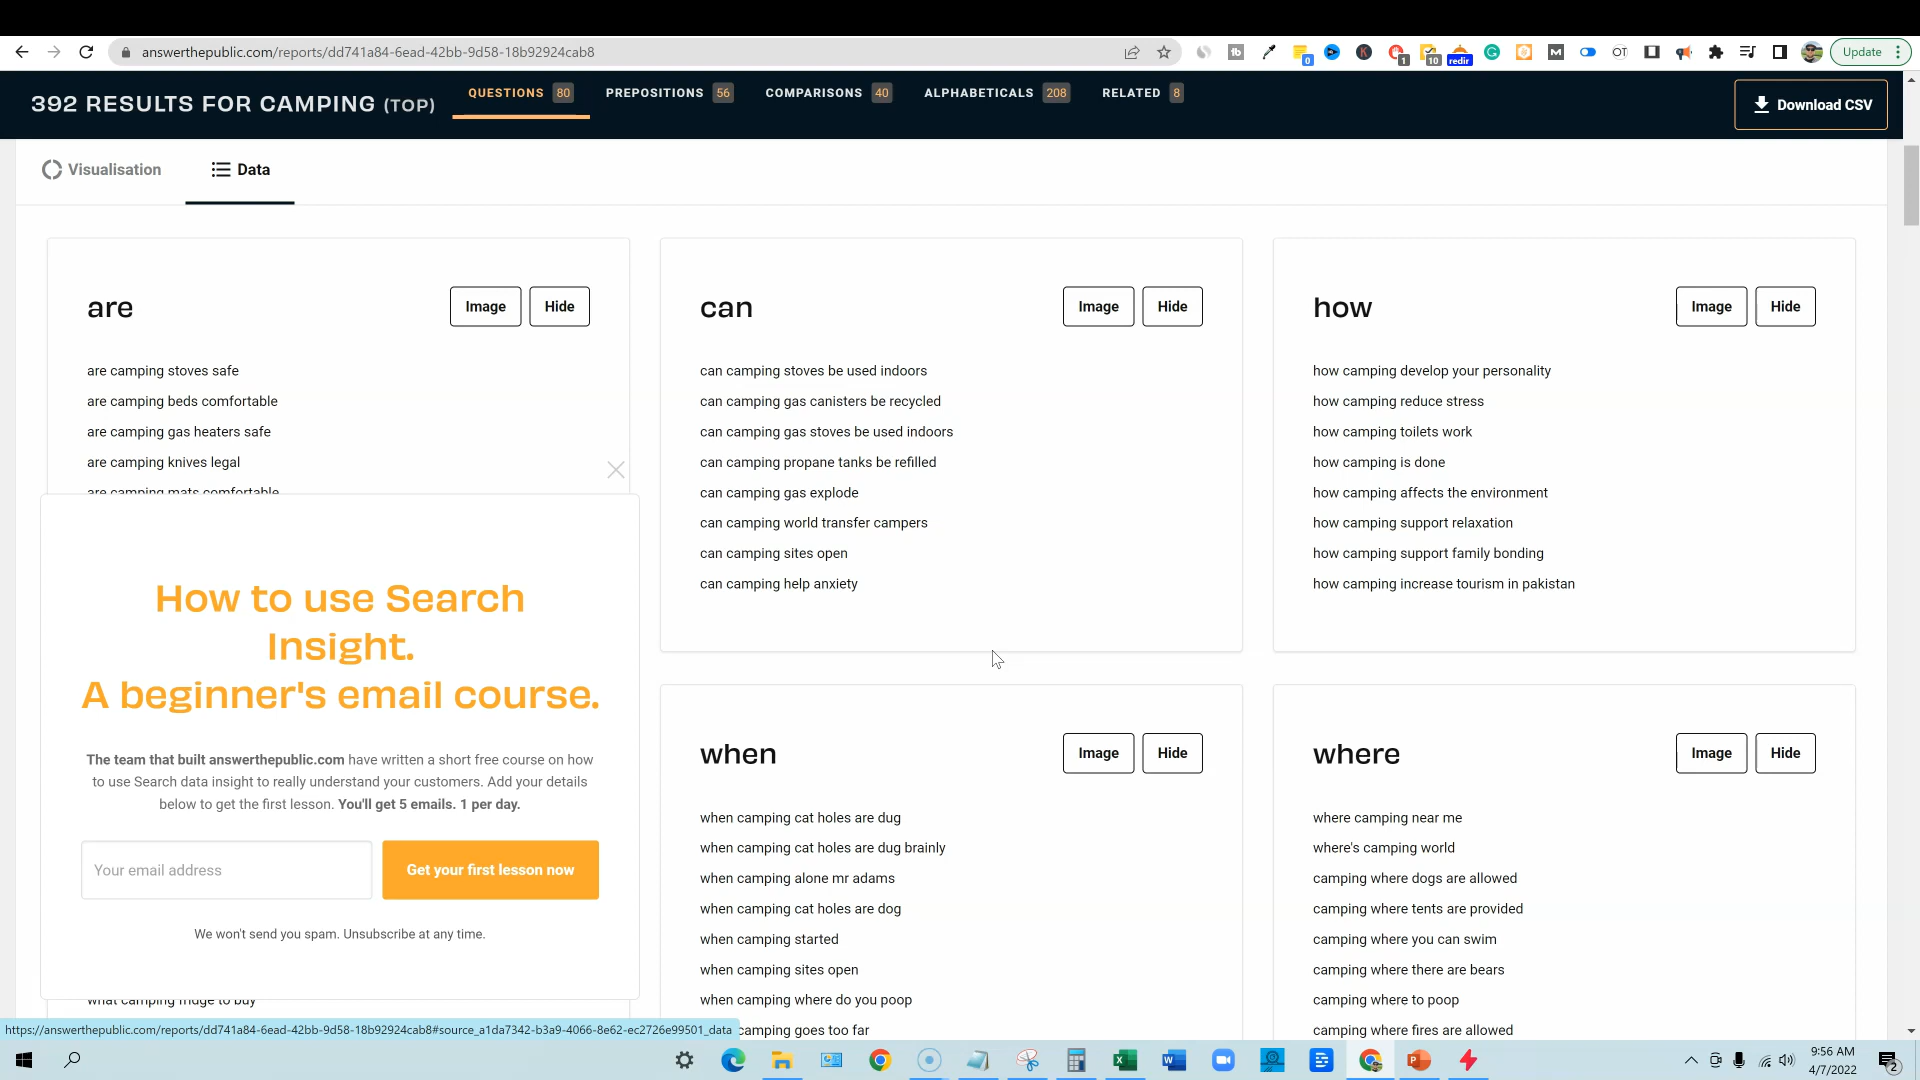 answerthepublic.com/reports/dd741a84-6ead-42bb-9d58-18b92924cab8
Update
392 RESULTS FOR CAMPING (TOP)
QUESTIONS 80
PREPOSITIONS 56
COMPARISONS 40
ALPHABETICALS 208
RELATED 8
Download CSV
Visualisation
Data
are
Image
Hide
are camping stoves safe
are camping beds comfortable
are camping gas heaters safe
are camping knives legal
are camping mats comfortable
can
Image
Hide
can camping stoves be used indoors
can camping gas canisters be recycled
can camping gas stoves be used indoors
can camping propane tanks be refilled
can camping gas explode
can camping world transfer campers
can camping sites open
can camping help anxiety
how
Image
Hide
how camping develop your personality
how camping reduce stress
how camping toilets work
how camping is done
how camping affects the environment
how camping support relaxation
how camping support family bonding
how camping increase tourism in pakistan
How to use Search
Insight.
A beginner's email course.
The team that built answerthepublic.com have written a short free course on how
to use Search data insight to really understand your customers. Add your details
below to get the first lesson. You'll get 5 emails. 1 per day.
Your email address
Get your first lesson now
We won't send you spam. Unsubscribe at any time.
what camping fridge to buy
when
Image
Hide
when camping cat holes are dug
when camping cat holes are dug brainly
when camping alone mr adams
when camping cat holes are dog
when camping started
when camping sites open
when camping where do you poop
camping goes too far
where
Image
Hide
where camping near me
where's camping world
camping where dogs are allowed
camping where tents are provided
camping where you can swim
camping where there are bears
camping where to poop
camping where fires are allowed
https://answerthepublic.com/reports/dd741a84-6ead-42bb-9d58-18b92924cab8#source_a1da7342-b3a9-4066-8e62-ec2726e99501_data
9:56 AM
4/7/2022